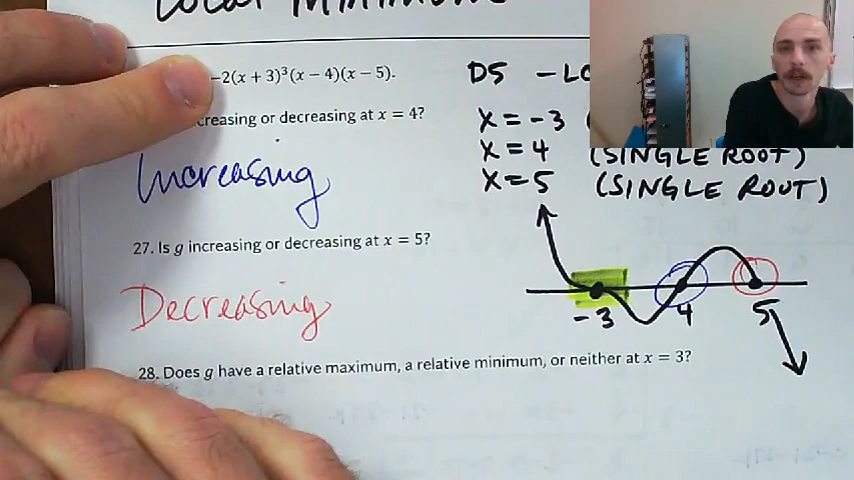 Local Minimum
−2(x + 3)³(x − 4)(x − 5).
creasing or decreasing at x = 4?
Increasing
27. Is g increasing or decreasing at x = 5?
Decreasing
28. Does g have a relative maximum, a relative minimum, or neither at x = 3?
D5 - LC
X = -3 (
X = 4 (SINGLE ROOT)
X = 5 (SINGLE ROOT)
-3 4 5